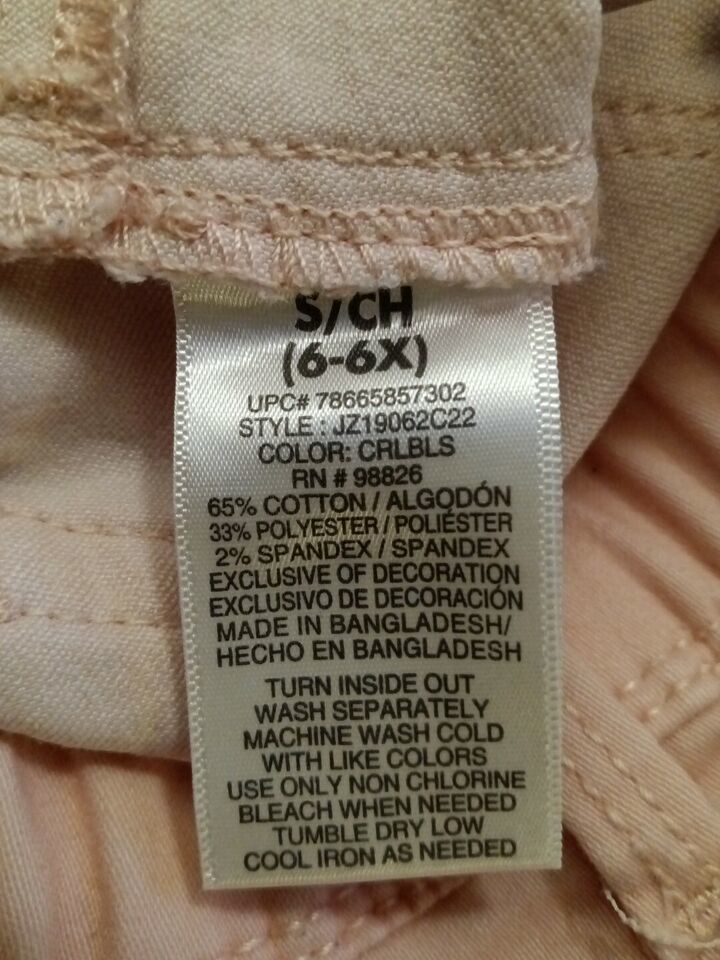 S/CH
(6-6X)
UPC# 78665857302
STYLE : JZ19062C22
COLOR: CRLBLS
RN # 98826
65% COTTON / ALGODÓN
33% POLYESTER / POLIÉSTER
2% SPANDEX / SPANDEX
EXCLUSIVE OF DECORATION
EXCLUSIVO DE DECORACIÓN
MADE IN BANGLADESH/
HECHO EN BANGLADESH
TURN INSIDE OUT
WASH SEPARATELY
MACHINE WASH COLD
WITH LIKE COLORS
USE ONLY NON CHLORINE
BLEACH WHEN NEEDED
TUMBLE DRY LOW
COOL IRON AS NEEDED